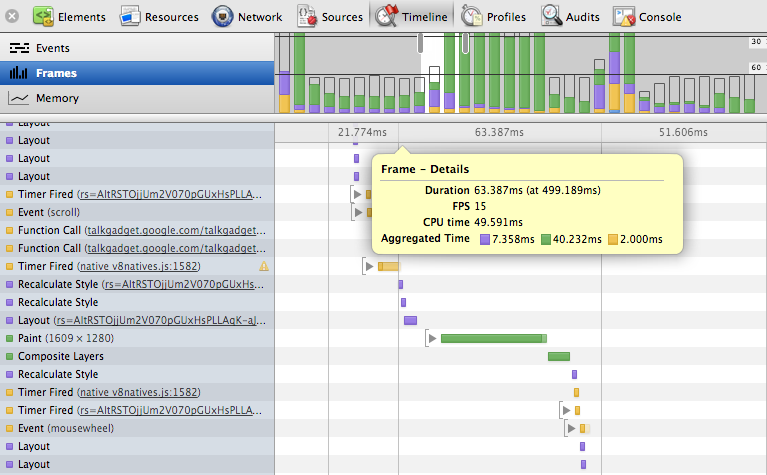 Elements Resources Network Sources Timeline Profiles Audits Console
Events
Frames
Memory
30
60
21.774ms 63.387ms 51.606ms
Layout
Layout
Layout
Layout
Timer Fired (rs=AItRSTOjjUm2V070pGUxHsPLLA...
Event (scroll)
Function Call (talkgadget.google.com/talkgadget...
Function Call (talkgadget.google.com/talkgadget...
Timer Fired (native v8natives.js:1582)
Recalculate Style (rs=AItRSTOjjUm2V070pGUxHs...
Recalculate Style
Layout (rs=AItRSTOjjUm2V070pGUxHsPLLAqK-aJ...
Paint (1609 × 1280)
Composite Layers
Recalculate Style
Timer Fired (native v8natives.js:1582)
Timer Fired (rs=AItRSTOjjUm2V070pGUxHsPLLA...
Event (mousewheel)
Layout
Layout
Frame – Details
Duration 63.387ms (at 499.189ms)
FPS 15
CPU time 49.591ms
Aggregated Time 7.358ms 40.232ms 2.000ms